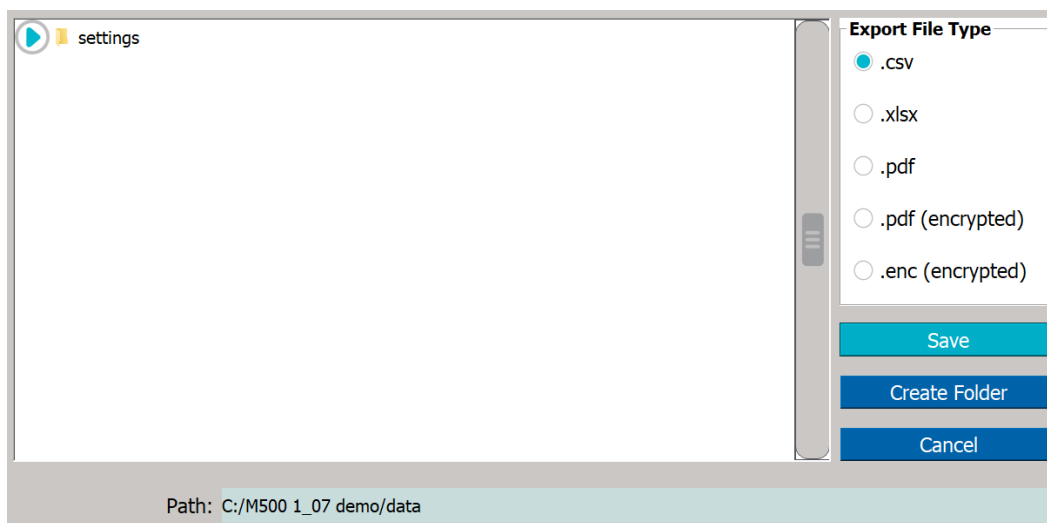 settings
Export File Type
.csv
.xlsx
.pdf
.pdf (encrypted)
.enc (encrypted)
Save
Create Folder
Cancel
Path: C:/M500 1_07 demo/data